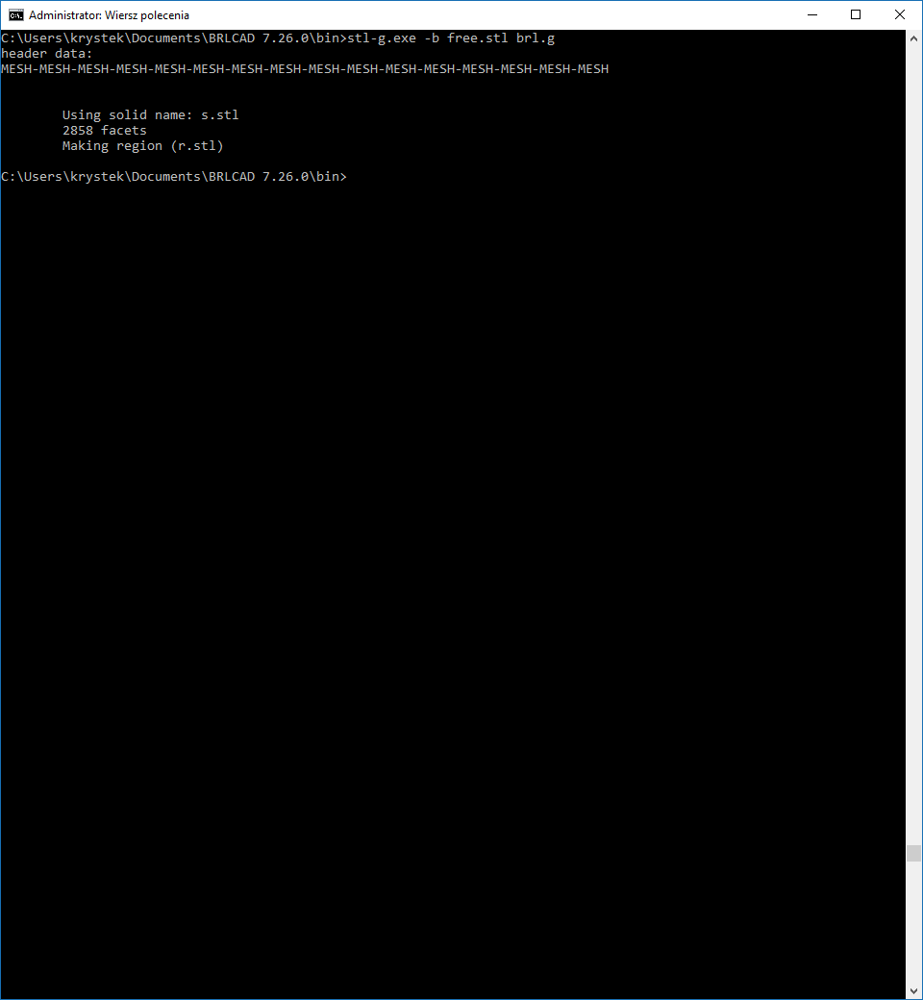 Administrator: Wiersz polecenia
C:\Users\krystek\Documents\BRLCAD 7.26.0\bin>stl-g.exe -b free.stl brl.g
header data:
MESH-MESH-MESH-MESH-MESH-MESH-MESH-MESH-MESH-MESH-MESH-MESH-MESH-MESH-MESH-MESH
Using solid name: s.stl
2858 facets
Making region (r.stl)
C:\Users\krystek\Documents\BRLCAD 7.26.0\bin>